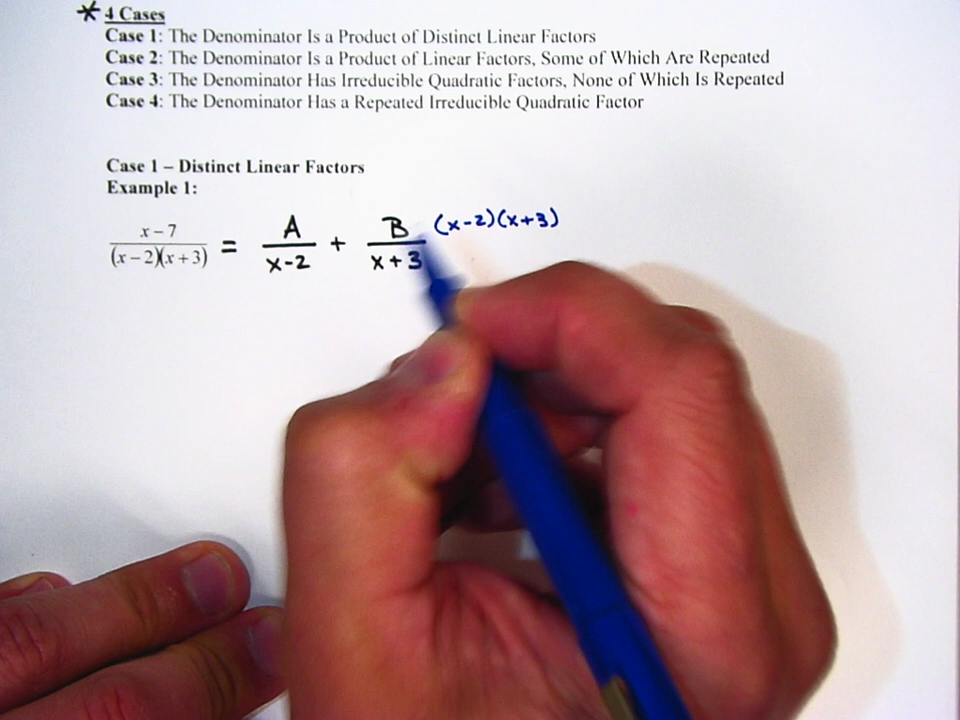 * 4 Cases
Case 1: The Denominator Is a Product of Distinct Linear Factors
Case 2: The Denominator Is a Product of Linear Factors, Some of Which Are Repeated
Case 3: The Denominator Has Irreducible Quadratic Factors, None of Which Is Repeated
Case 4: The Denominator Has a Repeated Irreducible Quadratic Factor
Case 1 – Distinct Linear Factors
Example 1:
x – 7 A B (x-2)(x+3)
= +
(x – 2)(x + 3) x-2 x+3